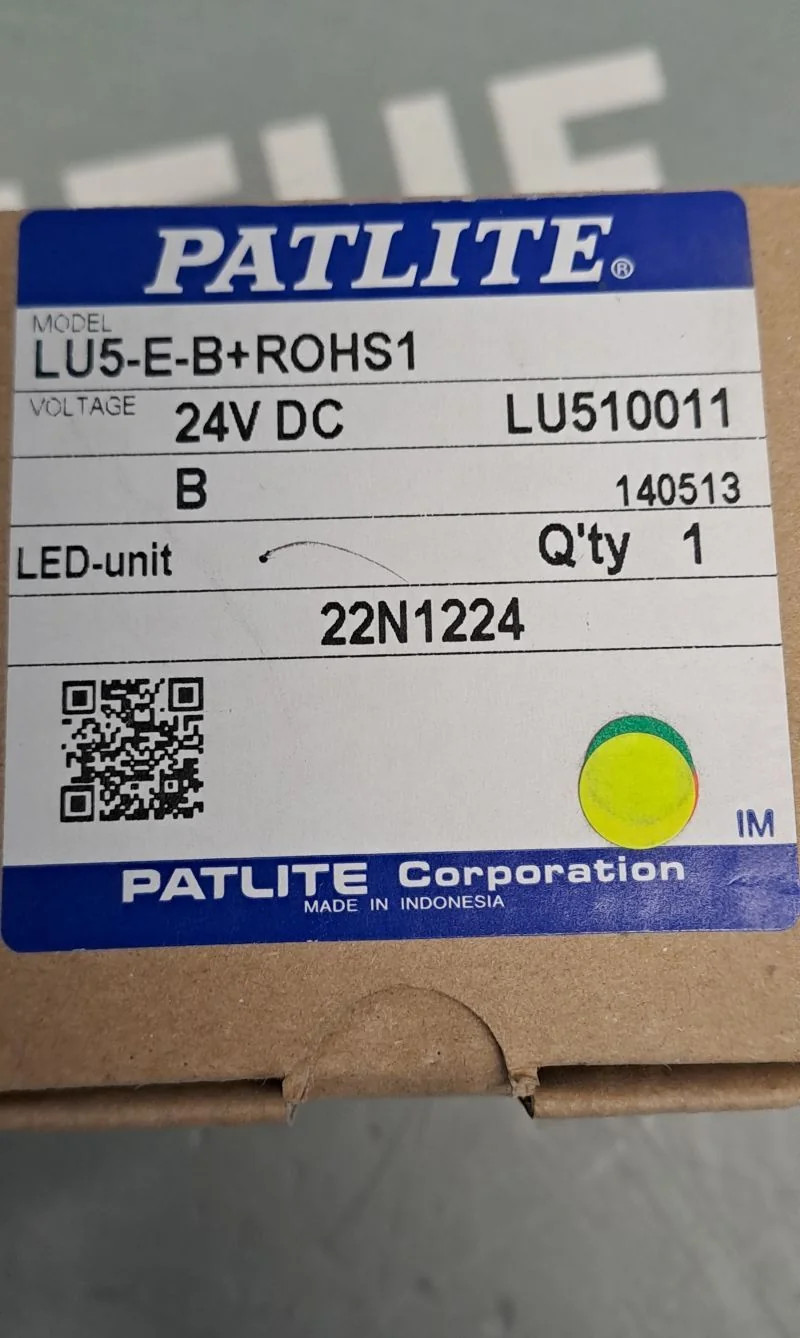 PATLITE®
MODEL
LU5-E-B+ROHS1
VOLTAGE 24V DC LU510011
B 140513
LED-unit Q'ty 1
22N1224
IM
PATLITE Corporation
MADE IN INDONESIA